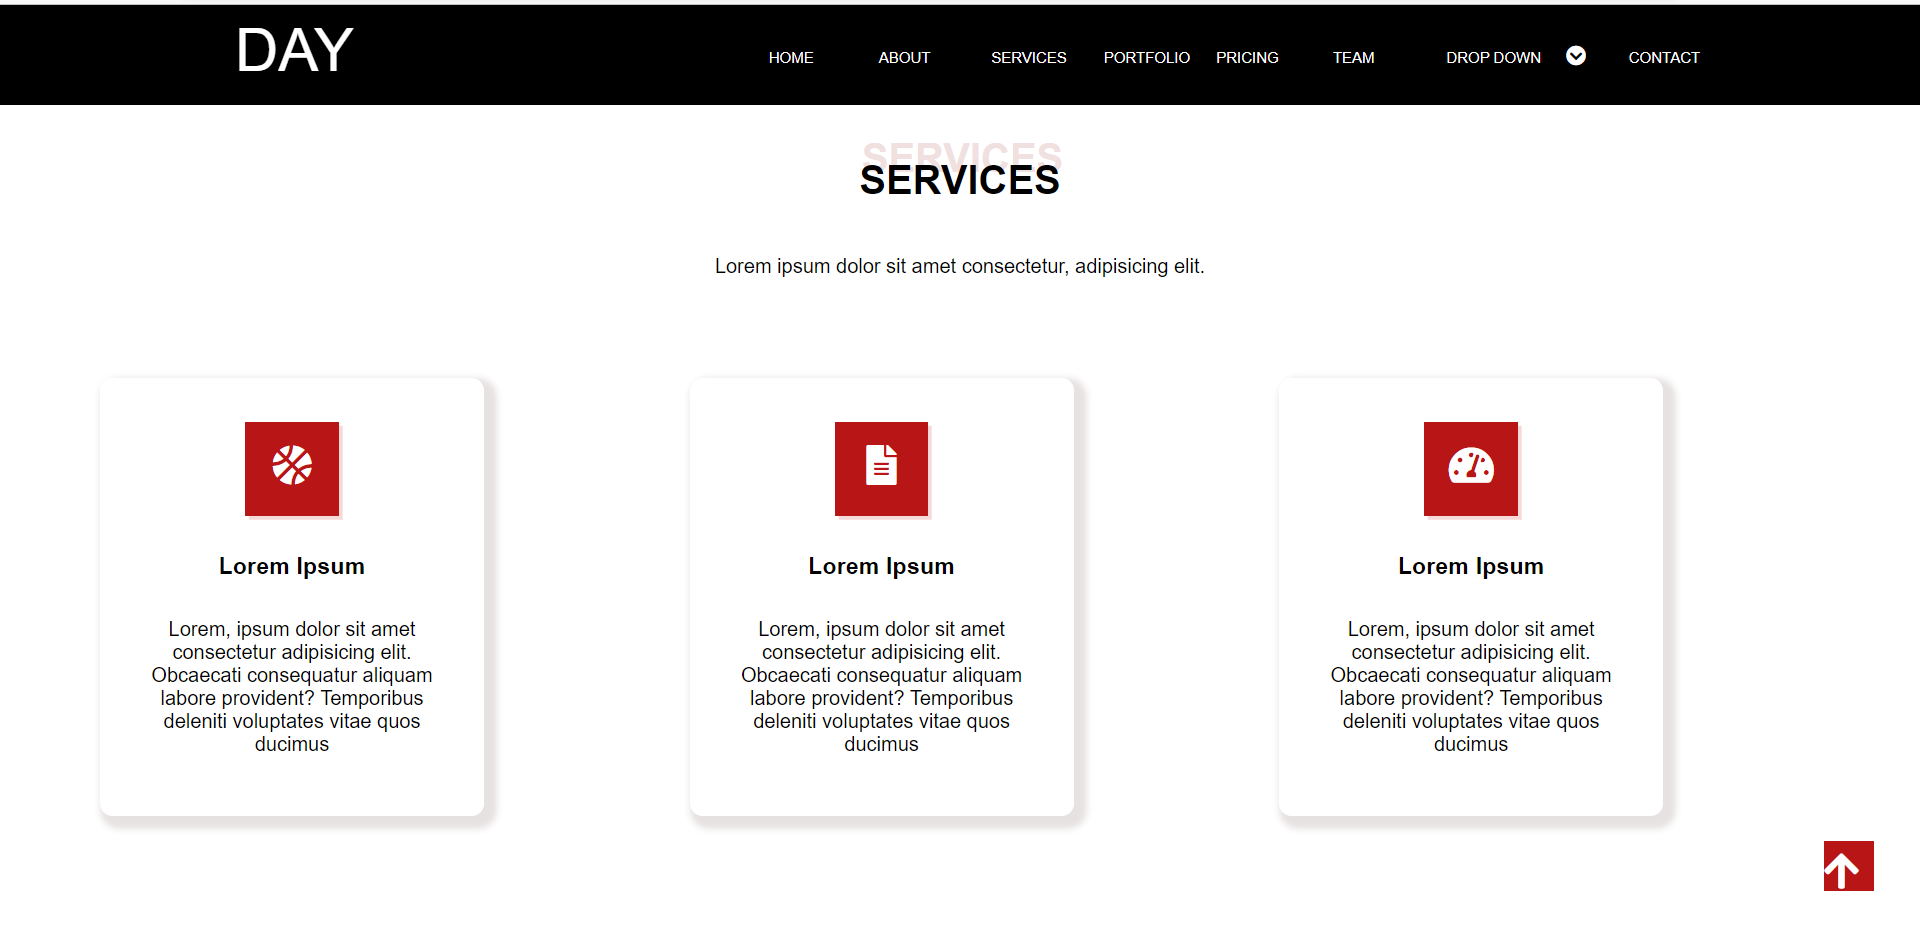 DAY
HOME ABOUT SERVICES PORTFOLIO PRICING TEAM DROP DOWN CONTACT
SERVICES
SERVICES
Lorem ipsum dolor sit amet consectetur, adipisicing elit.
Lorem Ipsum
Lorem, ipsum dolor sit amet
consectetur adipisicing elit.
Obcaecati consequatur aliquam
labore provident? Temporibus
deleniti voluptates vitae quos
ducimus
Lorem Ipsum
Lorem, ipsum dolor sit amet
consectetur adipisicing elit.
Obcaecati consequatur aliquam
labore provident? Temporibus
deleniti voluptates vitae quos
ducimus
Lorem Ipsum
Lorem, ipsum dolor sit amet
consectetur adipisicing elit.
Obcaecati consequatur aliquam
labore provident? Temporibus
deleniti voluptates vitae quos
ducimus